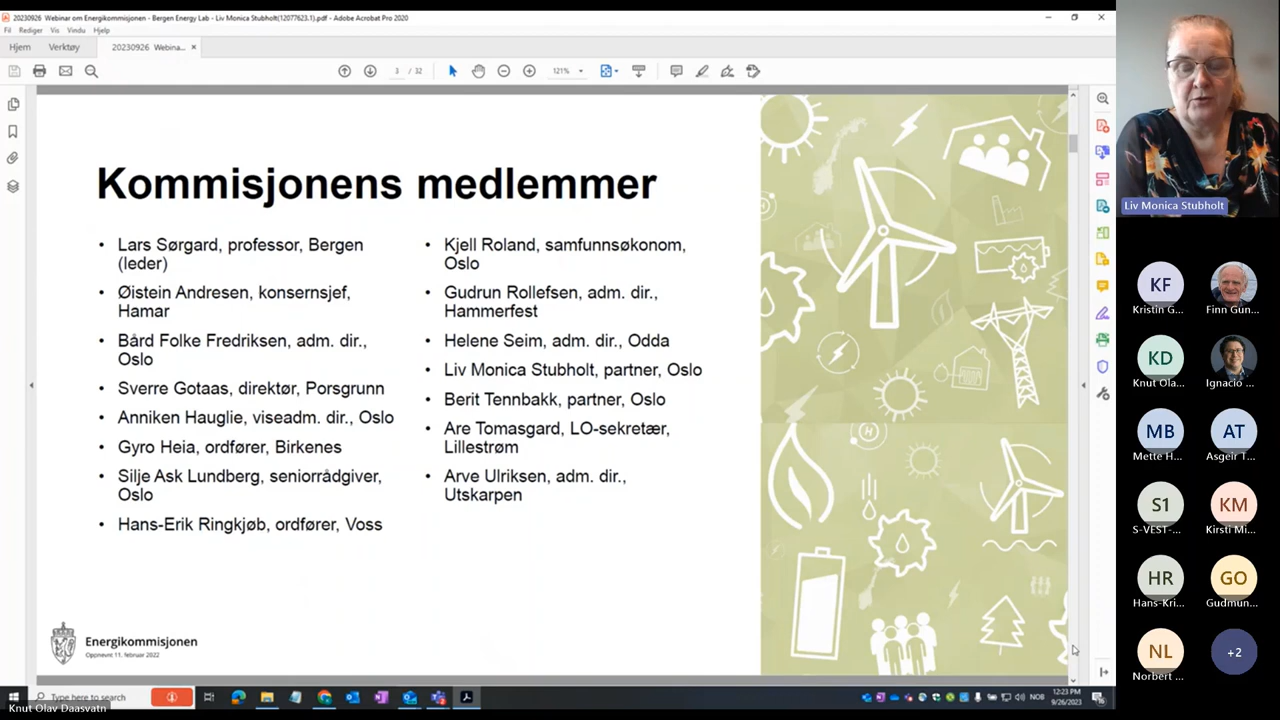 20230926 Webinar om Energikommisjonen - Bergen Energy Lab - Liv Monica Stubholt(12077623.1).pdf - Adobe Acrobat Pro 2020
Fil Rediger Vis Vindu Hjelp
Hjem Verktøy 20230926 Webina... ×
3 / 32 121%
Kommisjonens medlemmer
• Lars Sørgard, professor, Bergen
(leder)
• Øistein Andresen, konsernsjef,
Hamar
• Bård Folke Fredriksen, adm. dir.,
Oslo
• Sverre Gotaas, direktør, Porsgrunn
• Anniken Hauglie, viseadm. dir., Oslo
• Gyro Heia, ordfører, Birkenes
• Silje Ask Lundberg, seniorrådgiver,
Oslo
• Hans-Erik Ringkjøb, ordfører, Voss
• Kjell Roland, samfunnsøkonom,
Oslo
• Gudrun Rollefsen, adm. dir.,
Hammerfest
• Helene Seim, adm. dir., Odda
• Liv Monica Stubholt, partner, Oslo
• Berit Tennbakk, partner, Oslo
• Are Tomasgard, LO-sekretær,
Lillestrøm
• Arve Ulriksen, adm. dir.,
Utskarpen
H
H
Energikommisjonen
Oppnevnt 11. februar 2022
Liv Monica Stubholt
KF
Kristin G...
Finn Gun...
KD
Knut Ola...
Ignacio ...
MB
Mette H...
AT
Asgeir T...
S1
S-VEST-...
KM
Kirsti Mi...
HR
Hans-Kri...
GO
Gudmun...
NL
Norbert ...
+2
Type here to search
NOB
12:23 PM
9/26/2023
Knut Olav Daasvatn